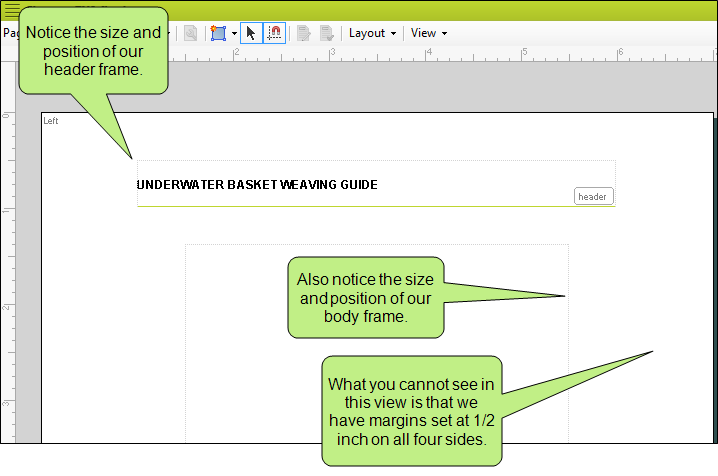 Notice the size and
position of our
header frame.
Layout
View
2
3
4
5
6
0
Left
UNDERWATER BASKET WEAVING GUIDE
header
1
Also notice the size
and position of our
body frame.
2
What you cannot see in
this view is that we
have margins set at 1/2
inch on all four sides.
3